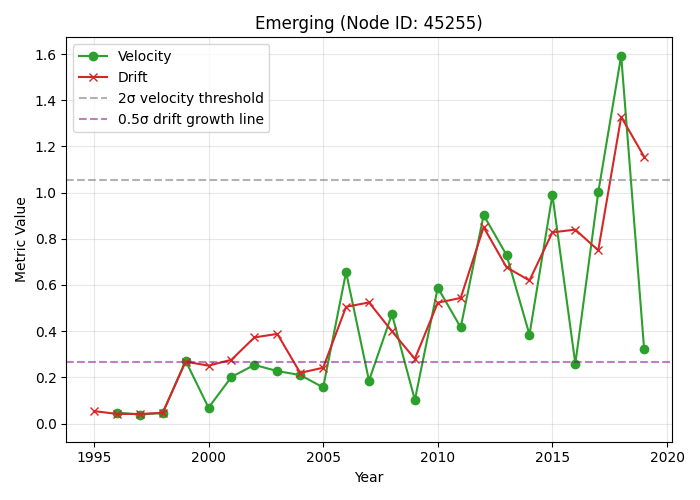 Emerging (Node ID: 45255)
Velocity
Drift
2σ velocity threshold
0.5σ drift growth line
Metric Value
1.6
1.4
1.2
1.0
0.8
0.6
0.4
0.2
0.0
1995 2000 2005 2010 2015 2020
Year